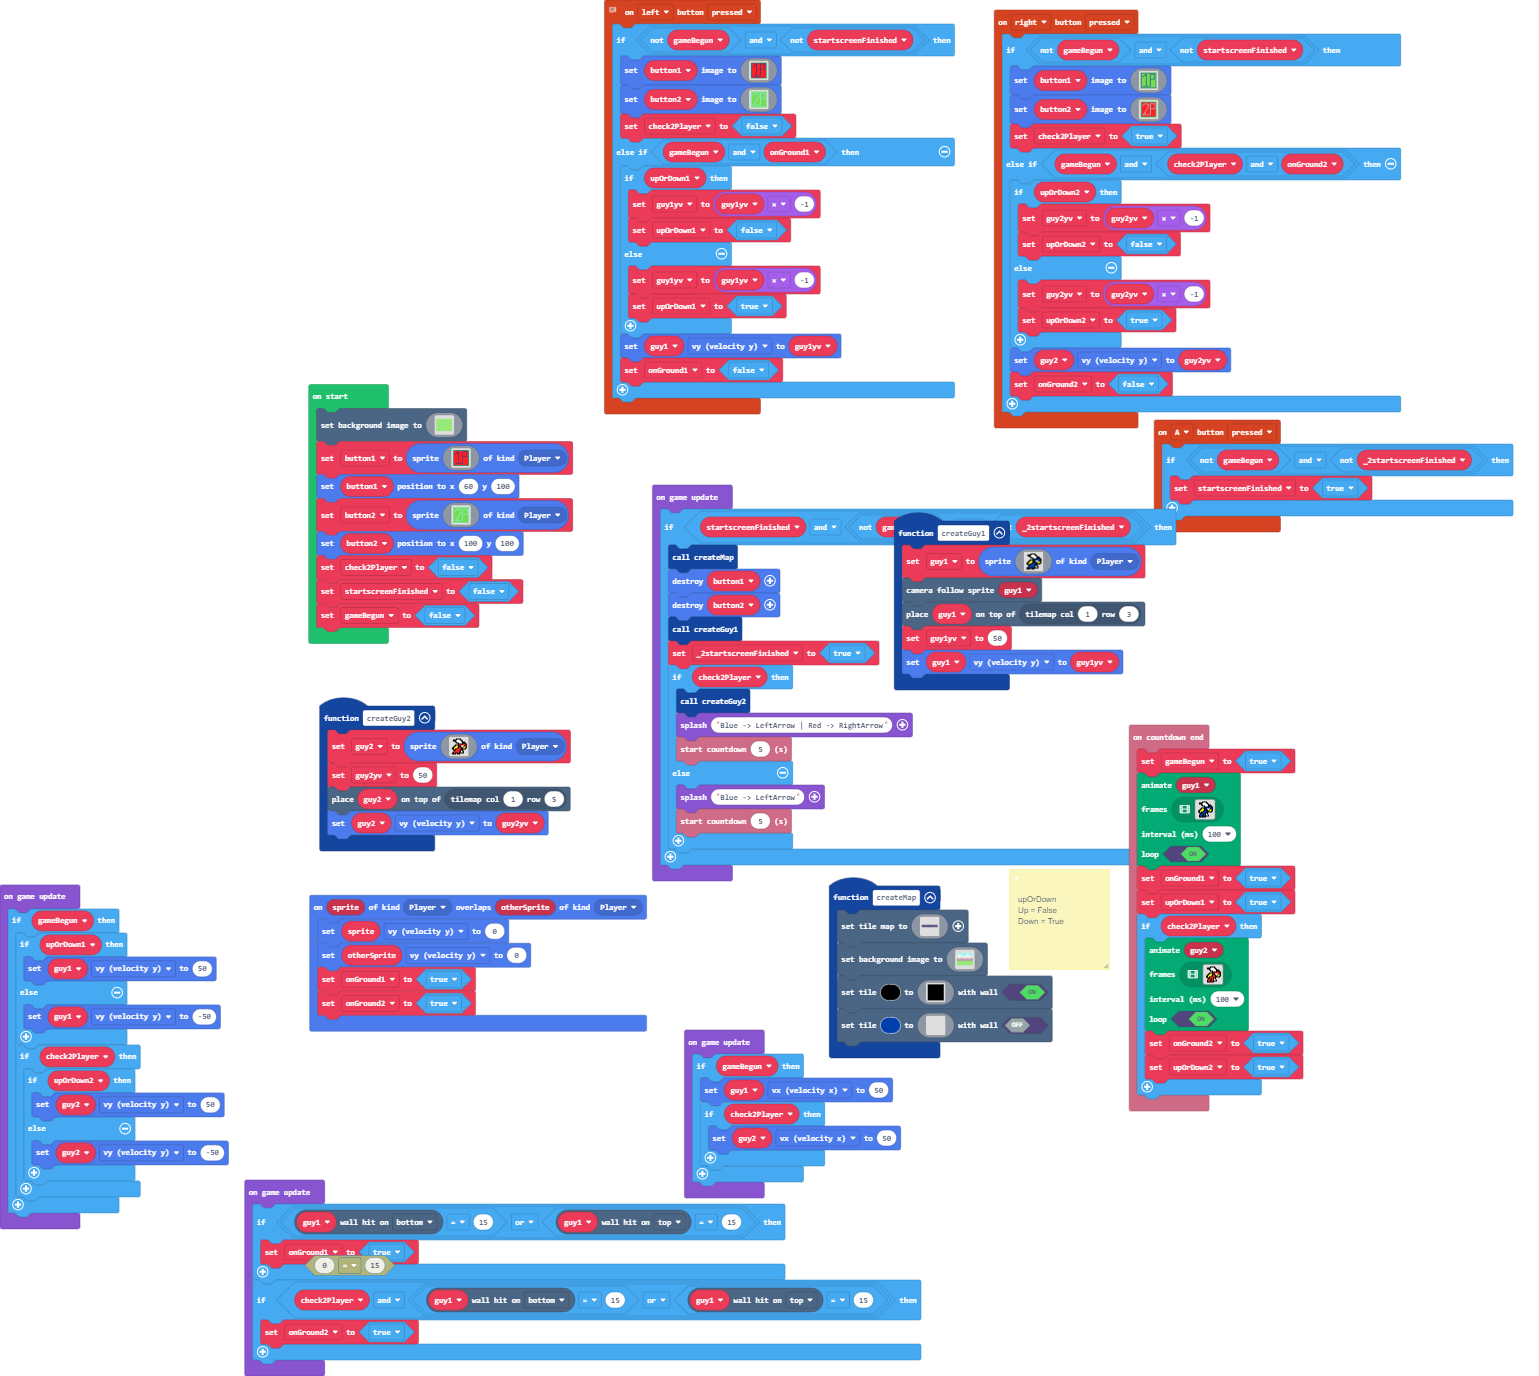 on left button pressed
if not gameBegun and not startscreenFinished then
set button1 image to 1P
set button2 image to 2P
set check2Player to false
else if gameBegun and onGround1 then
if upOrDown1 then
set guy1yv to guy1yv × -1
set upOrDown1 to false
else
set guy1yv to guy1yv × -1
set upOrDown1 to true
set guy1 vy (velocity y) to guy1yv
set onGround1 to false
on right button pressed
if not gameBegun and not startscreenFinished then
set button1 image to 1P
set button2 image to 2P
set check2Player to true
else if gameBegun and check2Player and onGround2 then
if upOrDown2 then
set guy2yv to guy2yv × -1
set upOrDown2 to false
else
set guy2yv to guy2yv × -1
set upOrDown2 to true
set guy2 vy (velocity y) to guy2yv
set onGround2 to false
on A button pressed
if not gameBegun and not _2startscreenFinished then
set startscreenFinished to true
on start
set background image to
set button1 to sprite 1P of kind Player
set button1 position to x 60 y 100
set button2 to sprite 2P of kind Player
set button2 position to x 100 y 100
set check2Player to false
set startscreenFinished to false
set gameBegun to false
on game update
if startscreenFinished and not _2startscreenFinished then
call createMap
destroy button1
destroy button2
call createGuy1
set _2startscreenFinished to true
if check2Player then
call createGuy2
splash "Blue -> LeftArrow | Red -> RightArrow"
start countdown 5 (s)
else
splash "Blue -> LeftArrow"
start countdown 5 (s)
function createGuy1
set guy1 to sprite of kind Player
camera follow sprite guy1
place guy1 on top of tilemap col 1 row 3
set guy1yv to 50
set guy1 vy (velocity y) to guy1yv
function createGuy2
set guy2 to sprite of kind Player
set guy2yv to 50
place guy2 on top of tilemap col 1 row 5
set guy2 vy (velocity y) to guy2yv
on countdown end
set gameBegun to true
animate guy1
frames
interval (ms) 100
loop ON
set onGround1 to true
set upOrDown1 to true
if check2Player then
animate guy2
frames
interval (ms) 100
loop ON
set onGround2 to true
set upOrDown2 to true
on game update
if gameBegun then
if upOrDown1 then
set guy1 vy (velocity y) to 50
else
set guy1 vy (velocity y) to -50
if check2Player then
if upOrDown2 then
set guy2 vy (velocity y) to 50
else
set guy2 vy (velocity y) to -50
on sprite of kind Player overlaps otherSprite of kind Player
set sprite vy (velocity y) to 0
set otherSprite vy (velocity y) to 0
set onGround1 to true
set onGround2 to true
function createMap
set tile map to
set background image to
set tile to with wall ON
set tile to with wall OFF
upOrDown
Up = False
Down = True
on game update
if gameBegun then
set guy1 vx (velocity x) to 50
if check2Player then
set guy2 vx (velocity x) to 50
on game update
if guy1 wall hit on bottom = 15 or guy1 wall hit on top = 15 then
set onGround1 to true
0 = 15
if check2Player and guy1 wall hit on bottom = 15 or guy1 wall hit on top = 15 then
set onGround2 to true